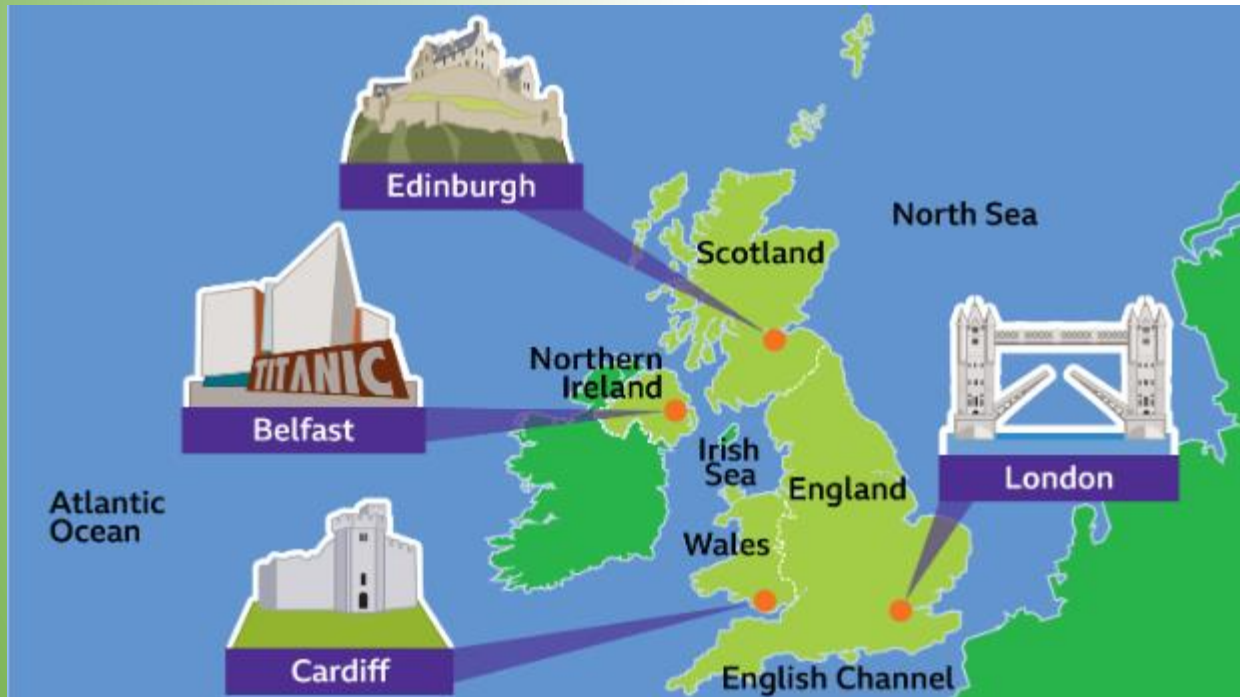 Edinburgh
North Sea
Scotland
TITANIC
Northern
Ireland
Belfast
Irish
Sea
England
London
Atlantic
Ocean
Wales
Cardiff
English Channel